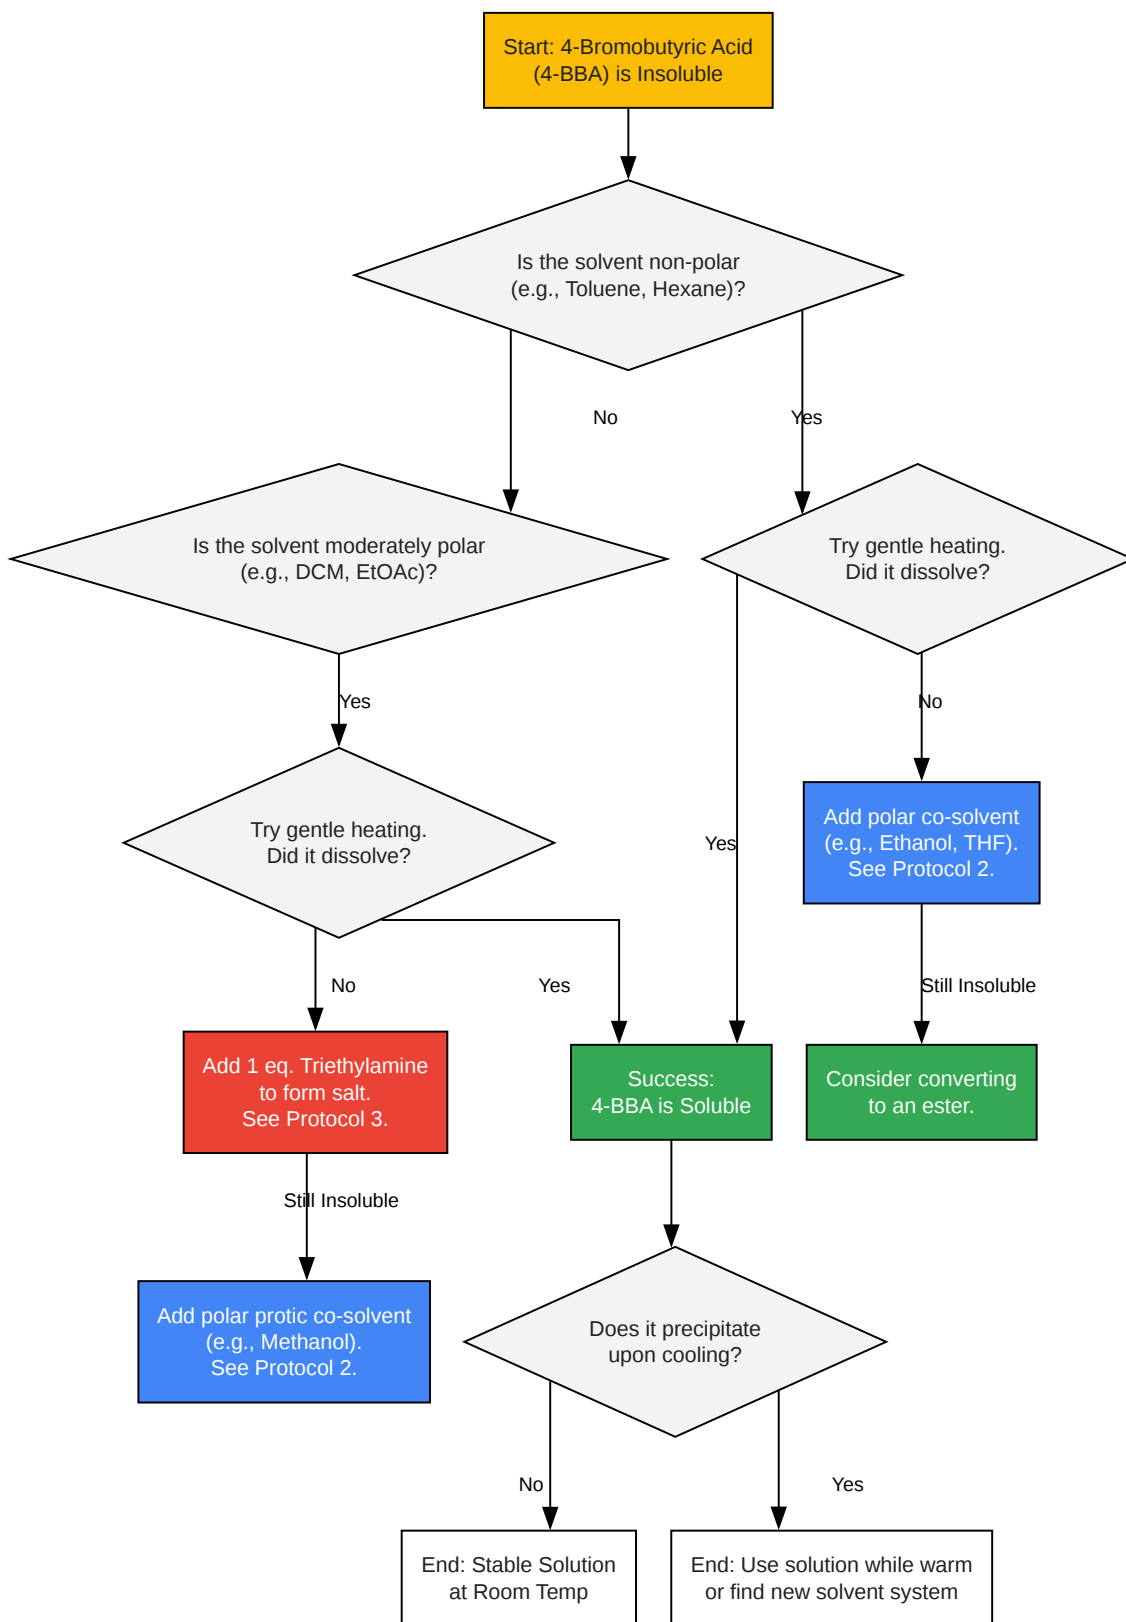 Start: 4-Bromobutyric Acid
(4-BBA) is Insoluble
Is the solvent non-polar
(e.g., Toluene, Hexane)?
No
Yes
Is the solvent moderately polar
(e.g., DCM, EtOAc)?
Try gentle heating.
Did it dissolve?
Yes
No
Try gentle heating.
Did it dissolve?
Yes
Add polar co-solvent
(e.g., Ethanol, THF).
See Protocol 2.
No
Yes
Still Insoluble
Add 1 eq. Triethylamine
to form salt.
See Protocol 3.
Success:
4-BBA is Soluble
Consider converting
to an ester.
Still Insoluble
Add polar protic co-solvent
(e.g., Methanol).
See Protocol 2.
Does it precipitate
upon cooling?
No
Yes
End: Stable Solution
at Room Temp
End: Use solution while warm
or find new solvent system